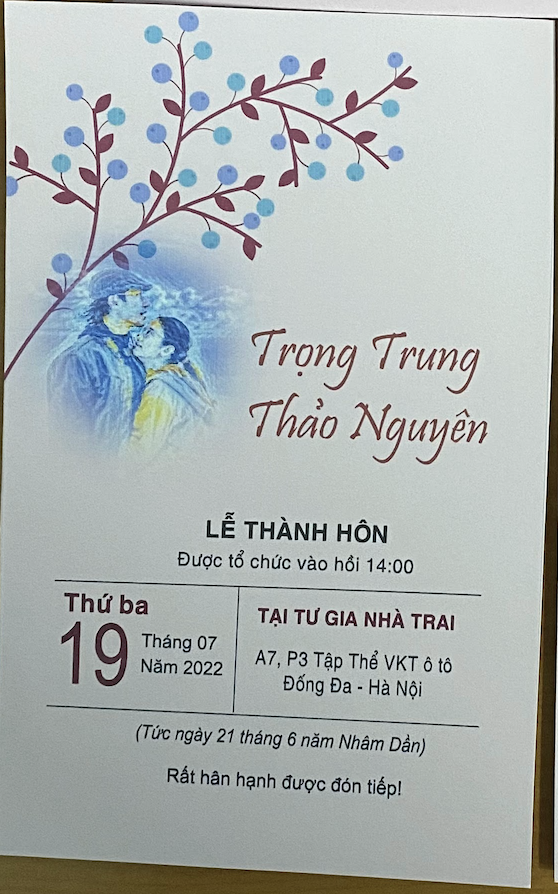 Trọng Trung
Thảo Nguyên
LỄ THÀNH HÔN
Được tổ chức vào hồi 14:00
Thứ ba
19
Tháng 07
Năm 2022
TẠI TƯ GIA NHÀ TRAI
A7, P3 Tập Thể VKT ô tô
Đống Đa - Hà Nội
(Tức ngày 21 tháng 6 năm Nhâm Dần)
Rất hân hạnh được đón tiếp!